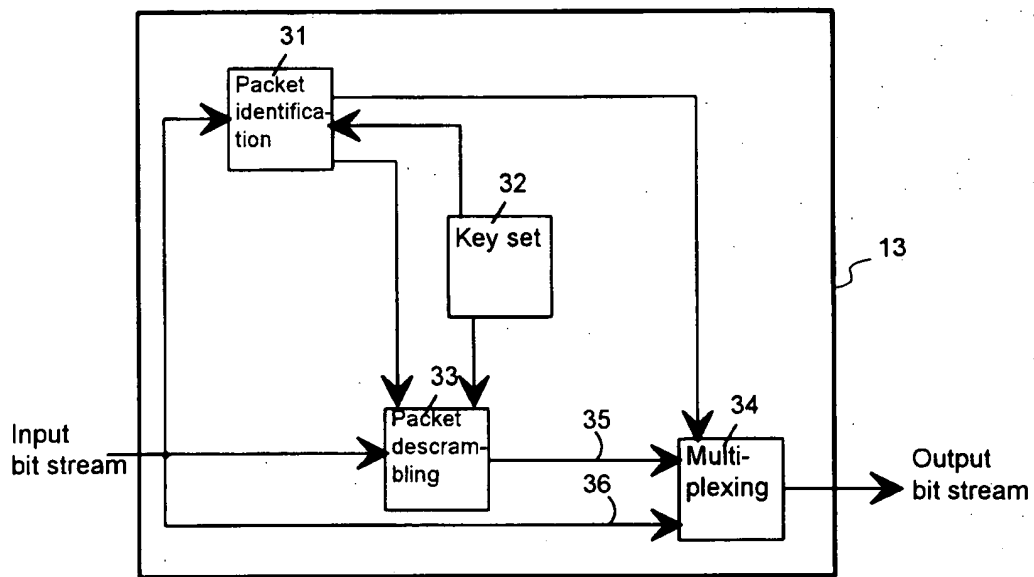 31
Packet
identifica-
tion
32
Key set
13
33
Packet
descram-
bling
35
34
Multi-
plexing
36
Input
bit stream
Output
bit stream